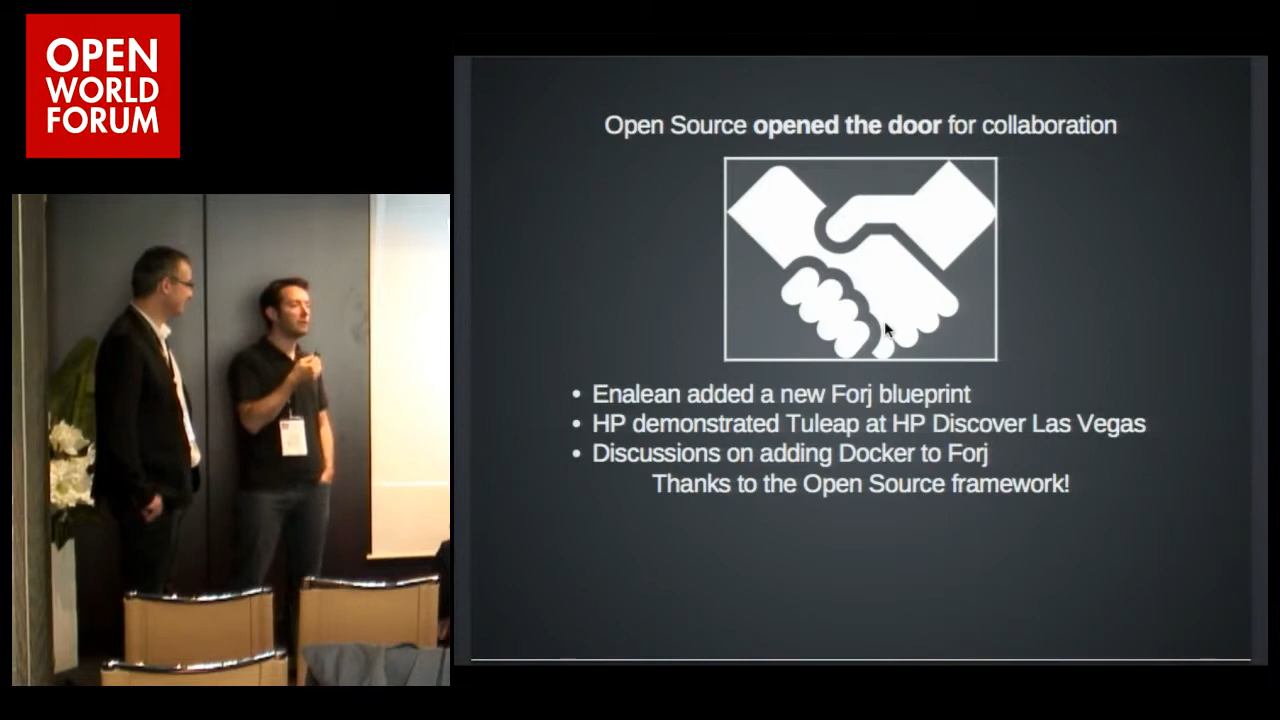 OPEN
WORLD
FORUM
Open Source opened the door for collaboration
• Enalean added a new Forj blueprint
• HP demonstrated Tuleap at HP Discover Las Vegas
• Discussions on adding Docker to Forj
Thanks to the Open Source framework!